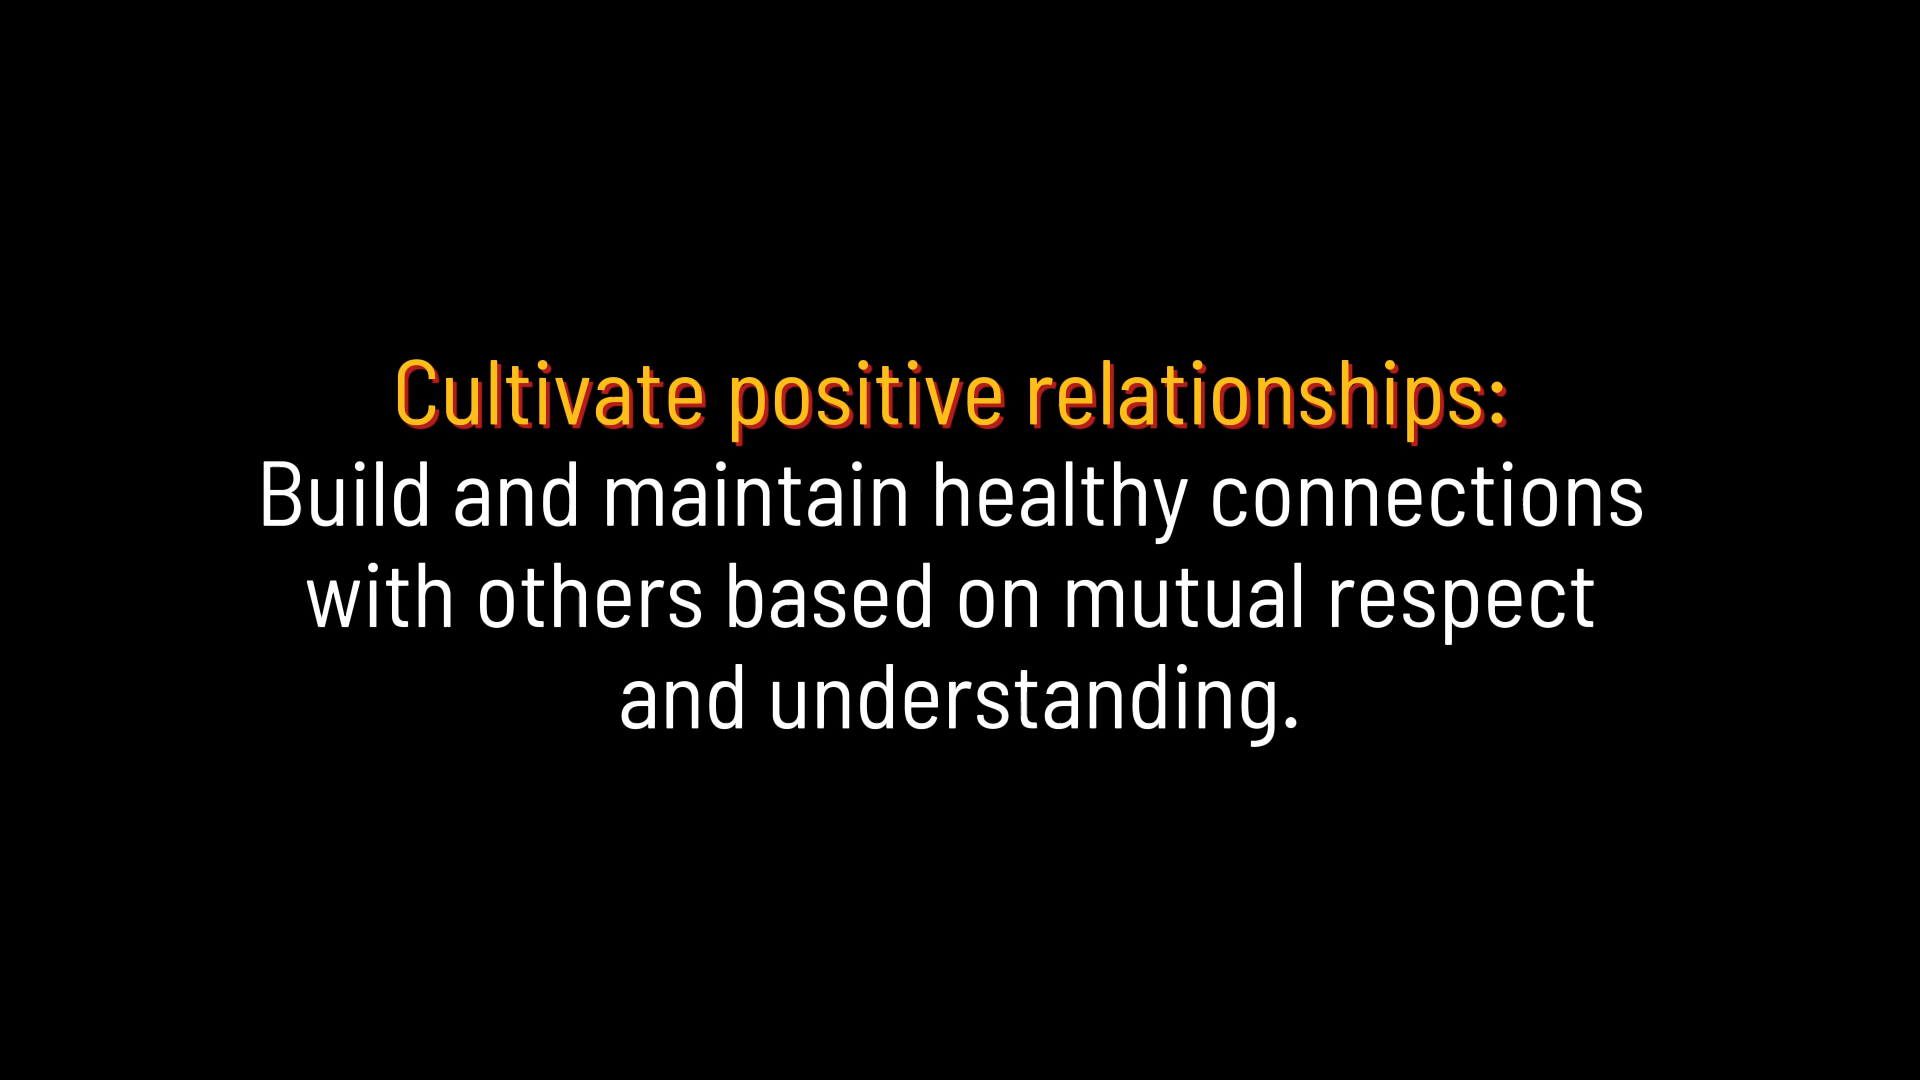 Cultivate positive relationships:
Build and maintain healthy connections
with others based on mutual respect
and understanding.